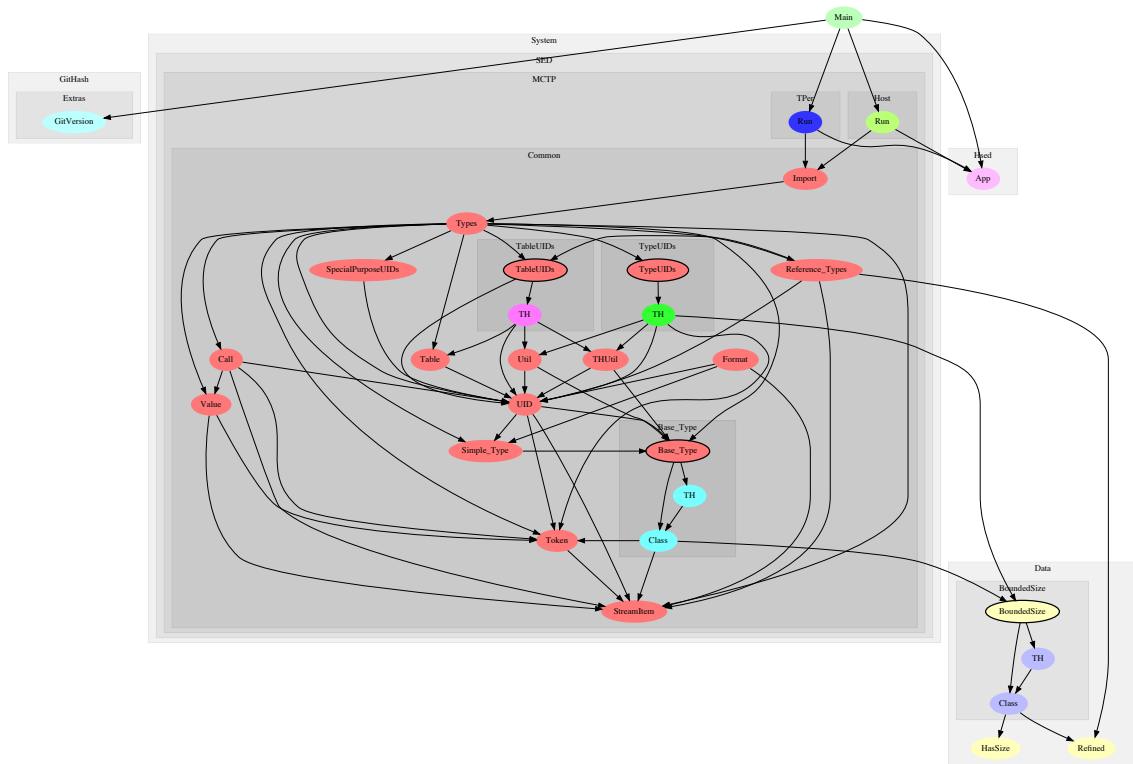 Main
System
SED
GitHash
MCTP
Extras
TPer
Host
GitVersion
Run
Run
Common
Hsed
Import
App
Types
TableUIDs
TypeUIDs
SpecialPurposeUIDs
TableUIDs
TypeUIDs
Reference_Types
TH
TH
Call
Table
Util
THUtil
Format
Value
UID
Base_Type
Simple_Type
Base_Type
TH
Token
Class
Data
BoundedSize
StreamItem
BoundedSize
TH
Class
HasSize
Refined